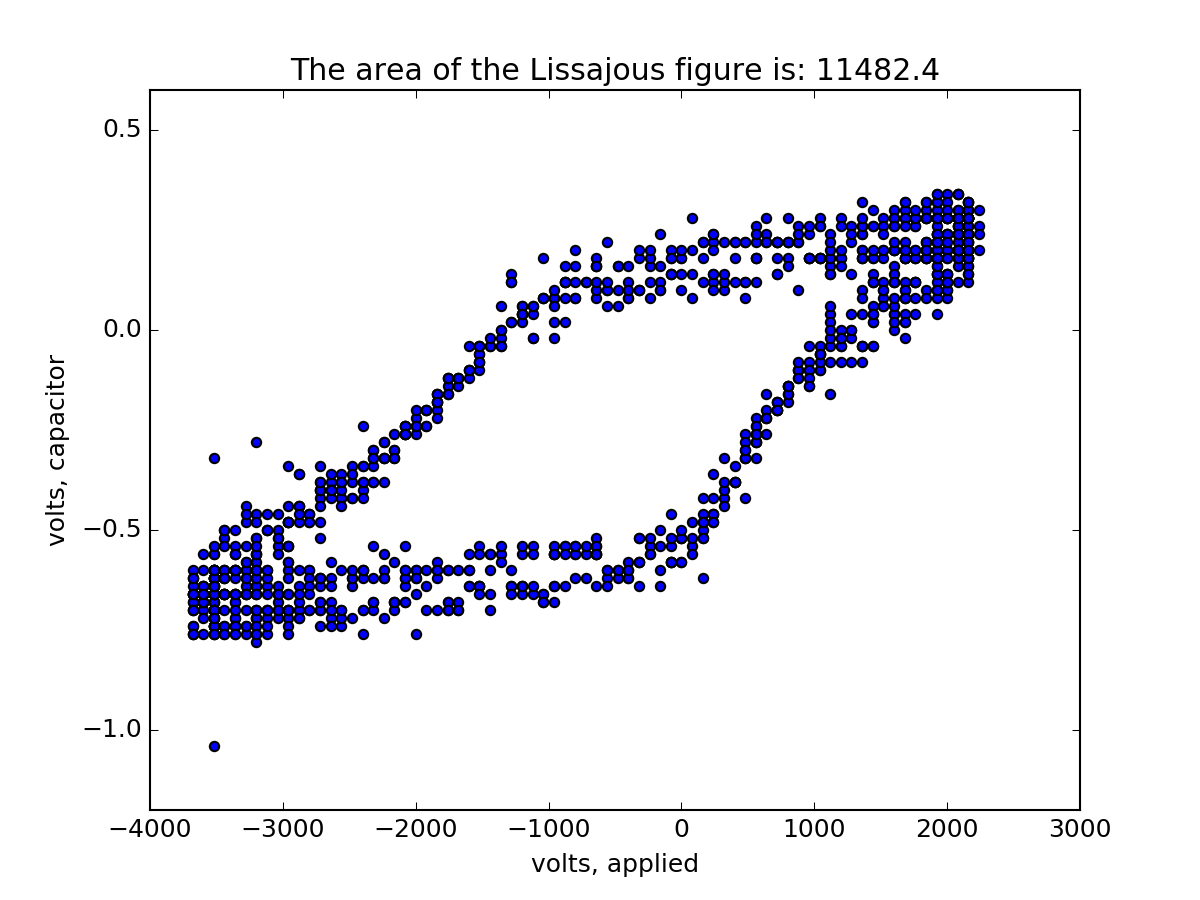 The area of the Lissajous figure is: 11482.4
0.5
0.0
−0.5
−1.0
volts, capacitor
−4000 −3000 −2000 −1000 0 1000 2000 3000
volts, applied